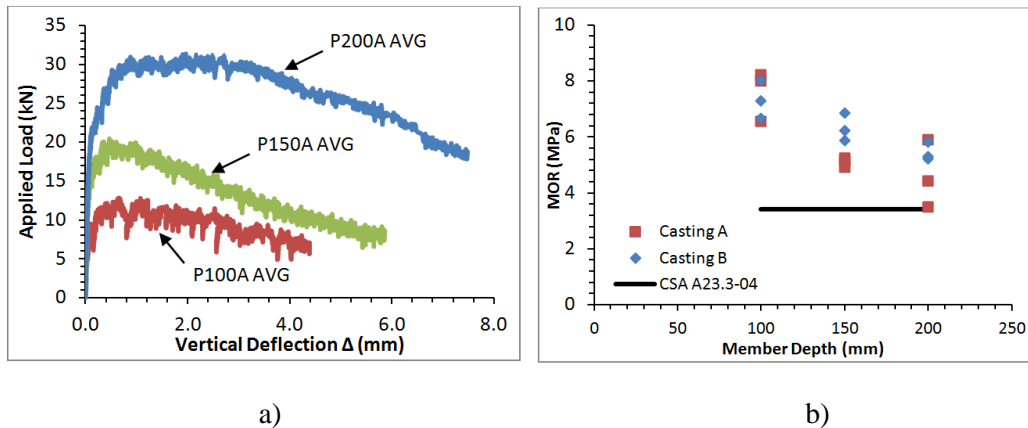 35
30
25
20
15
10
5
0
Applied Load (kN)
P200A AVG
P150A AVG
P100A AVG
0.0 2.0 4.0 6.0 8.0
Vertical Deflection Δ (mm)
a)
10
8
6
4
2
0
MOR (MPa)
Casting A
Casting B
CSA A23.3-04
0 50 100 150 200 250
Member Depth (mm)
b)